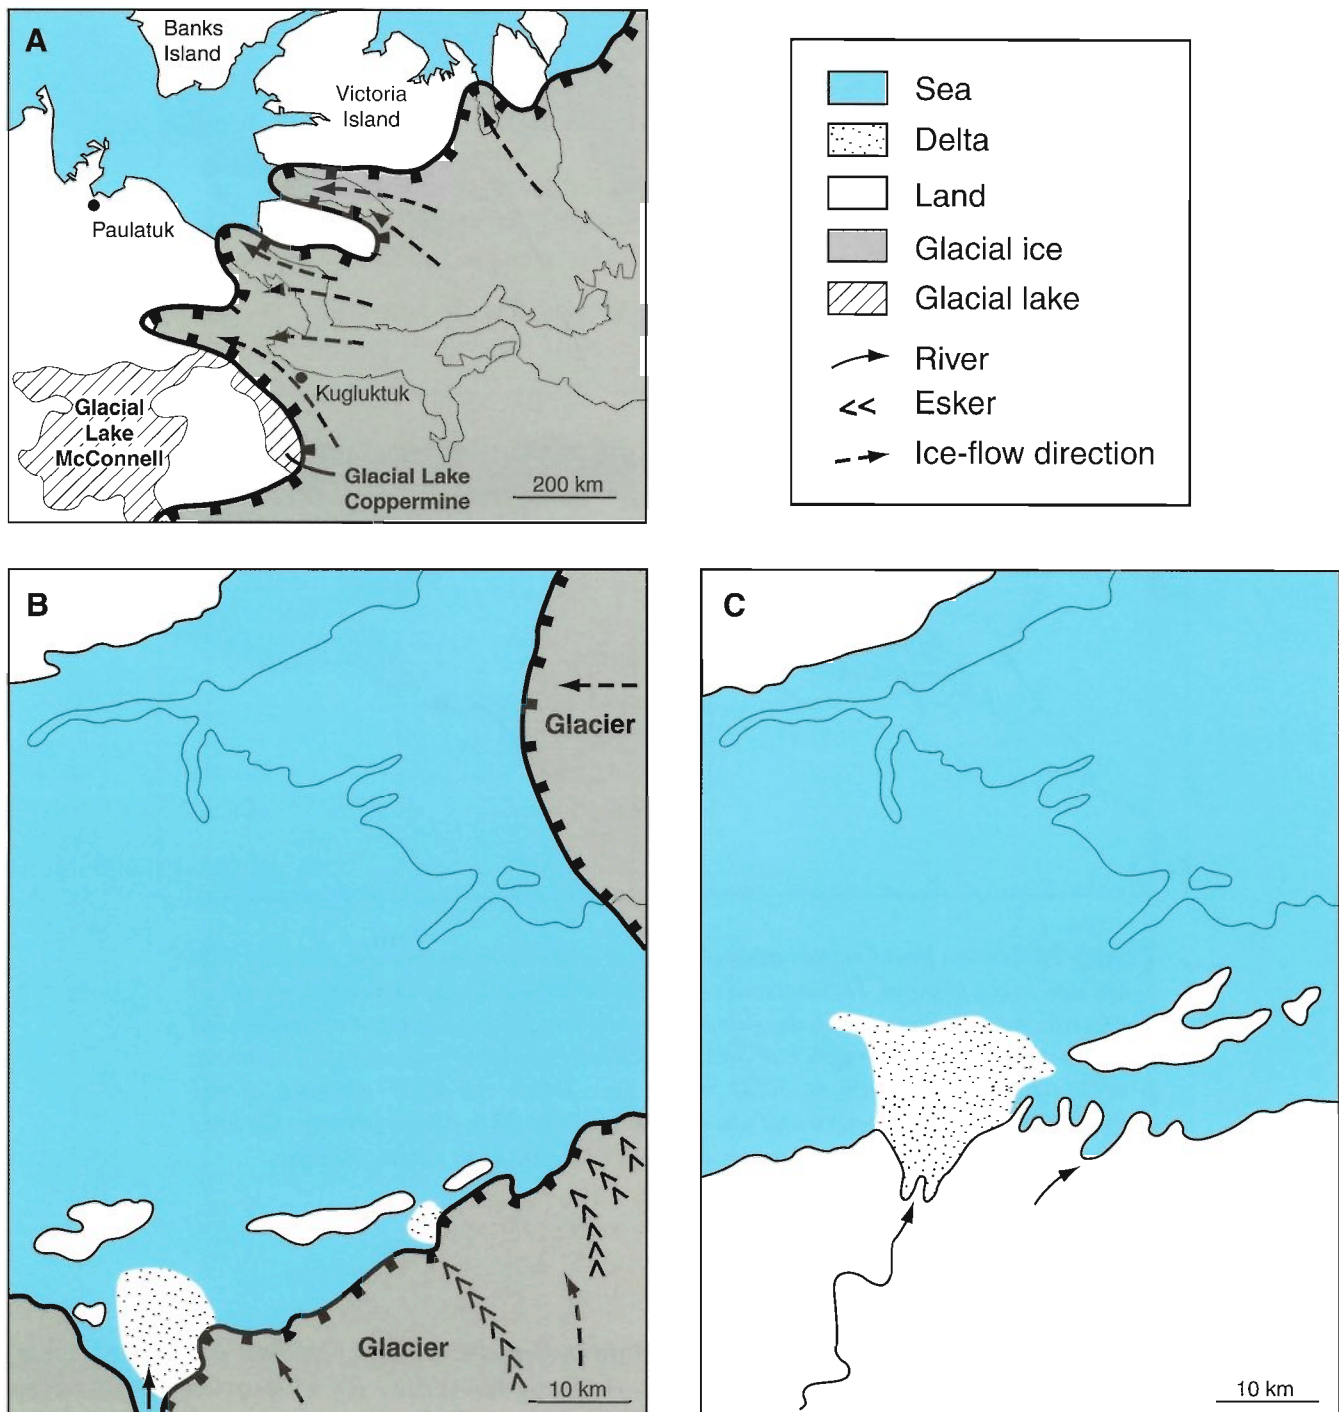 A
Banks
Island
Victoria
Island
Paulatuk
Kugluktuk
Glacial
Lake
McConnell
Glacial Lake
Coppermine
200 km
Sea
Delta
Land
Glacial ice
Glacial lake
River
Esker
Ice-flow direction
B
Glacier
Glacier
10 km
C
10 km